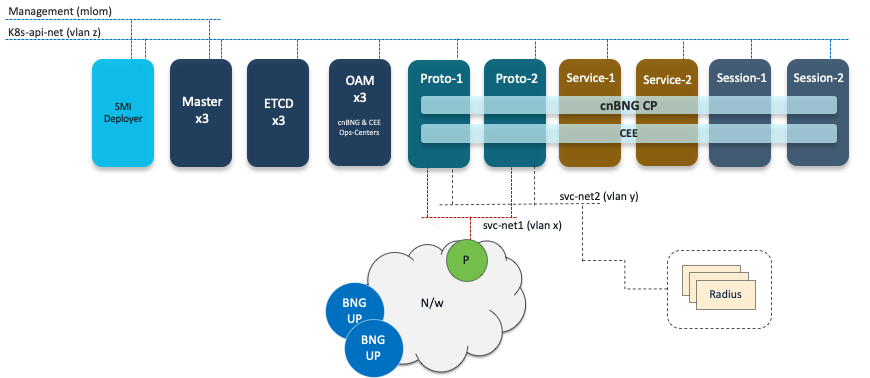 Management (mlom)
K8s-api-net (vlan z)
SMI
Deployer
Master
x3
ETCD
x3
OAM
x3
cnBNG & CEE
Ops-Centers
Proto-1
Proto-2
Service-1
Service-2
Session-1
Session-2
cnBNG CP
CEE
svc-net2 (vlan y)
svc-net1 (vlan x)
P
N/w
BNG
UP
BNG
UP
Radius